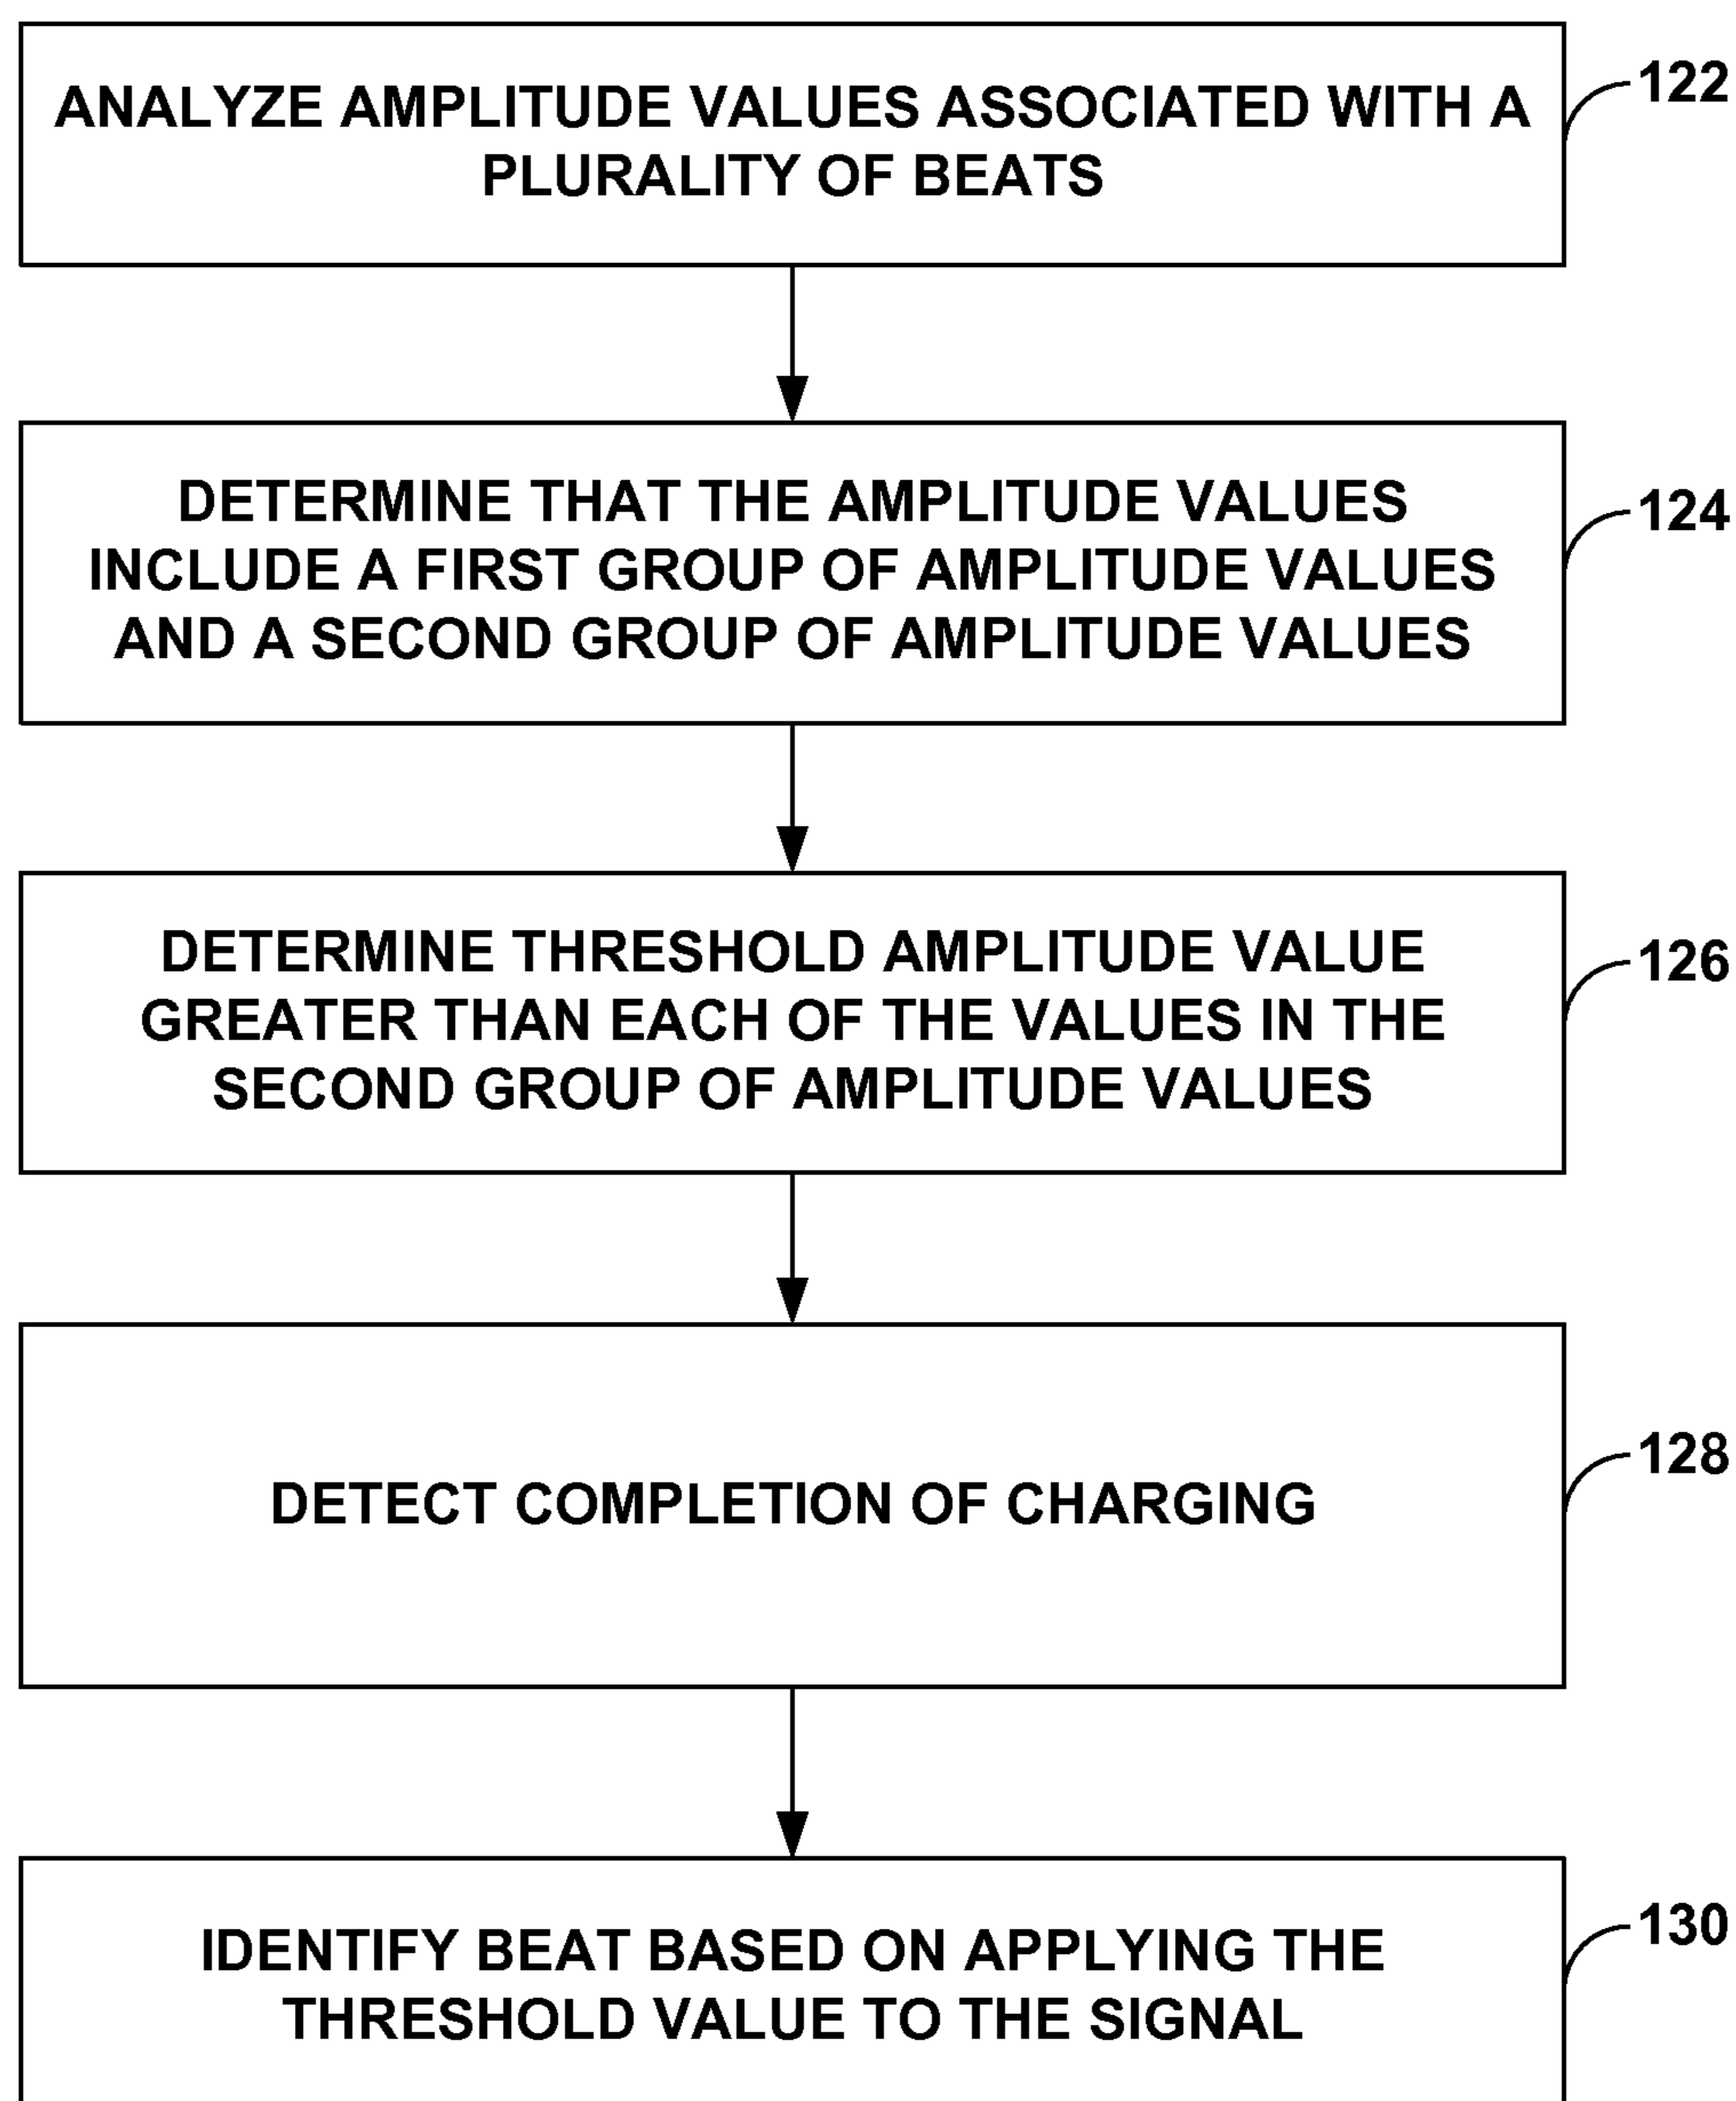 ANALYZE AMPLITUDE VALUES ASSOCIATED WITH A
PLURALITY OF BEATS
122
DETERMINE THAT THE AMPLITUDE VALUES
INCLUDE A FIRST GROUP OF AMPLITUDE VALUES
AND A SECOND GROUP OF AMPLITUDE VALUES
124
DETERMINE THRESHOLD AMPLITUDE VALUE
GREATER THAN EACH OF THE VALUES IN THE
SECOND GROUP OF AMPLITUDE VALUES
126
DETECT COMPLETION OF CHARGING
128
IDENTIFY BEAT BASED ON APPLYING THE
THRESHOLD VALUE TO THE SIGNAL
130